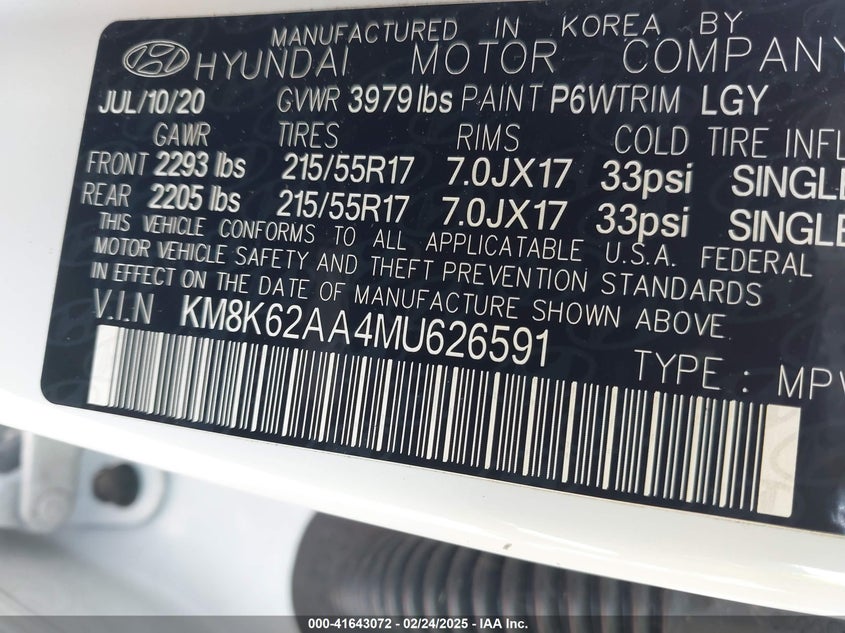 MANUFACTURED IN KOREA BY
HYUNDAI MOTOR COMPANY
JUL/10/20 GVWR 3979 lbs PAINT P6W TRIM LGY
GAWR TIRES RIMS COLD TIRE INFL
FRONT 2293 lbs 215/55R17 7.0JX17 33psi SINGLE
REAR 2205 lbs 215/55R17 7.0JX17 33psi SINGLE
THIS VEHICLE CONFORMS TO ALL APPLICATABLE U.S.A. FEDERAL
MOTOR VEHICLE SAFETY AND THEFT PREVENTION STANDARDS
IN EFFECT ON THE DATE OF MANUFACTURE SHOWN ABOVE
V.I.N KM8K62AA4MU626591
TYPE : MPV
000-41643072 / 02/24/2025 - IAA Inc.